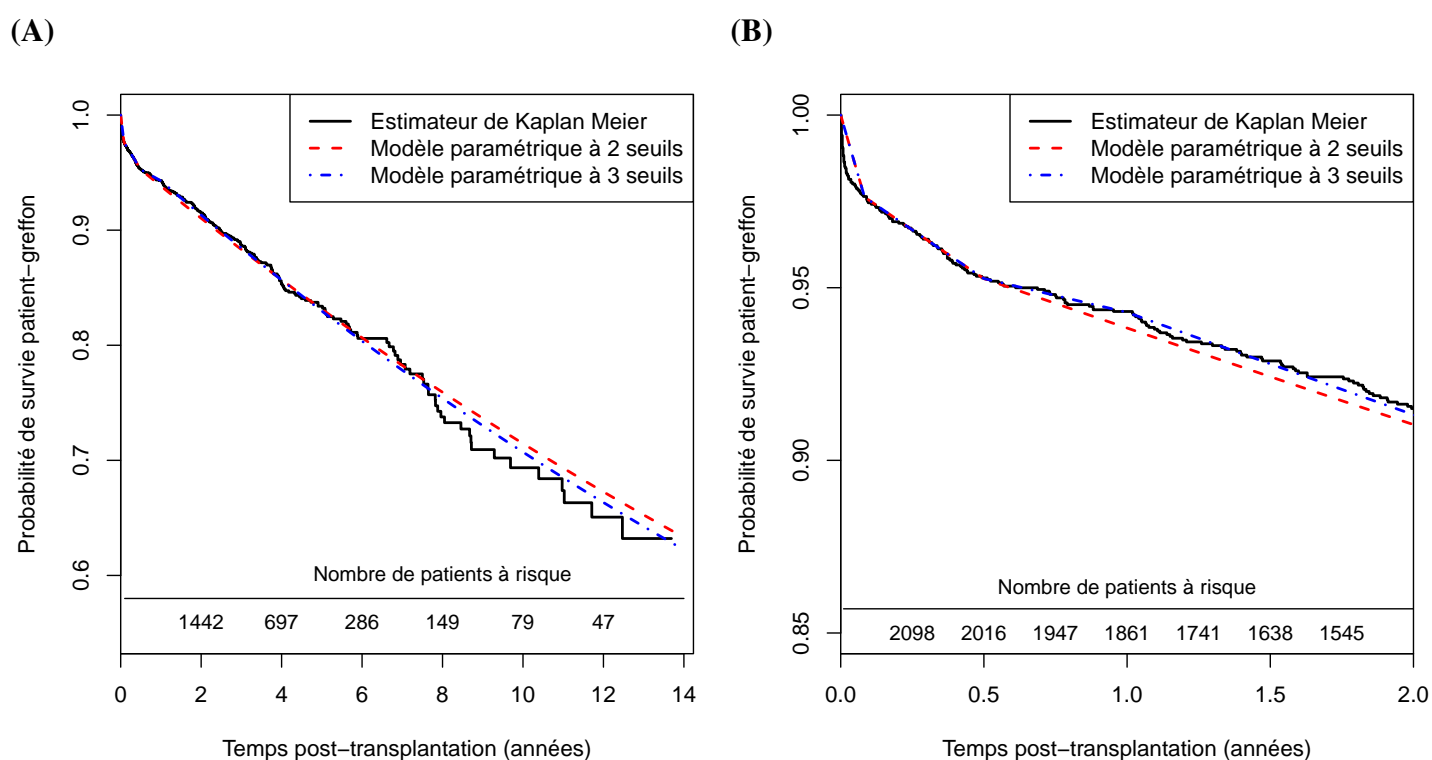 (A)
Probabilité de survie patient−greffon
1.0
0.9
0.8
0.7
0.6
Estimateur de Kaplan Meier
Modèle paramétrique à 2 seuils
Modèle paramétrique à 3 seuils
Nombre de patients à risque
1442 697 286 149 79 47
0 2 4 6 8 10 12 14
Temps post−transplantation (années)
(B)
Probabilité de survie patient−greffon
1.00
0.95
0.90
0.85
Estimateur de Kaplan Meier
Modèle paramétrique à 2 seuils
Modèle paramétrique à 3 seuils
Nombre de patients à risque
2098 2016 1947 1861 1741 1638 1545
0.0 0.5 1.0 1.5 2.0
Temps post−transplantation (années)